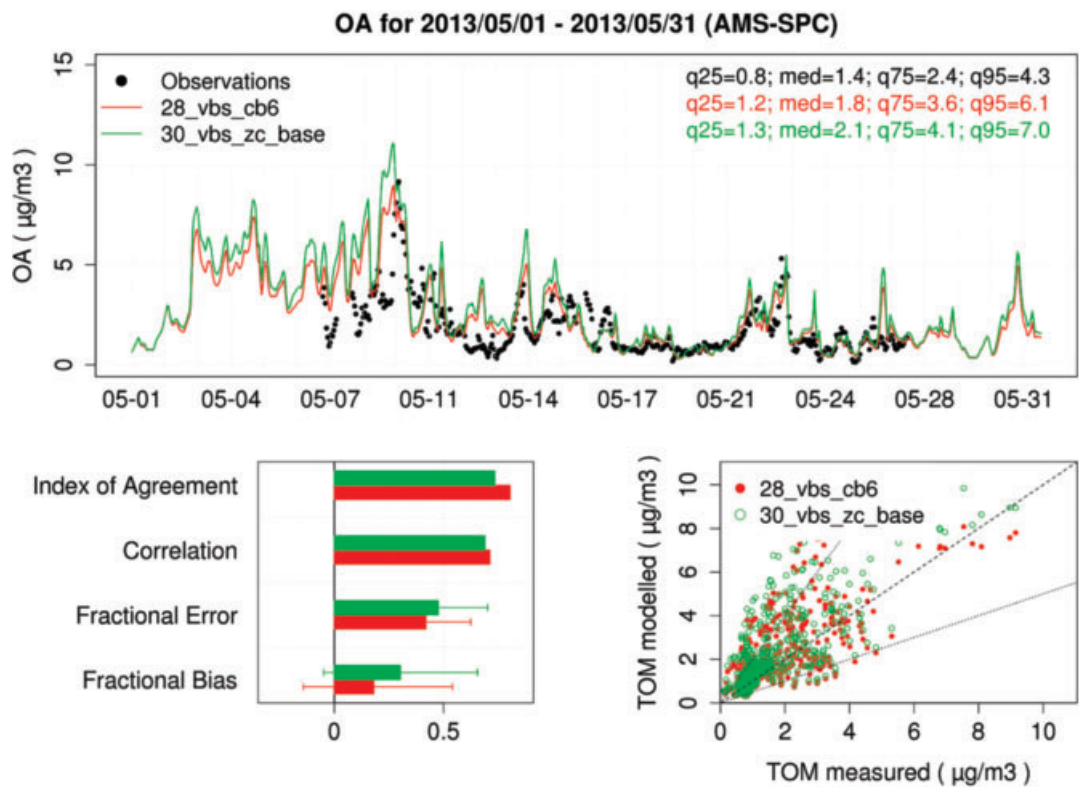 OA for 2013/05/01 - 2013/05/31 (AMS-SPC)
OA ( µg/m3 )
15
10
5
0
Observations
28_vbs_cb6
30_vbs_zc_base
q25=0.8; med=1.4; q75=2.4; q95=4.3
q25=1.2; med=1.8; q75=3.6; q95=6.1
q25=1.3; med=2.1; q75=4.1; q95=7.0
05-01 05-04 05-07 05-11 05-14 05-17 05-21 05-24 05-28 05-31
Index of Agreement
Correlation
Fractional Error
Fractional Bias
0 0.5
TOM modelled ( µg/m3 )
10
8
6
4
2
0
28_vbs_cb6
30_vbs_zc_base
0 2 4 6 8 10
TOM measured ( µg/m3 )